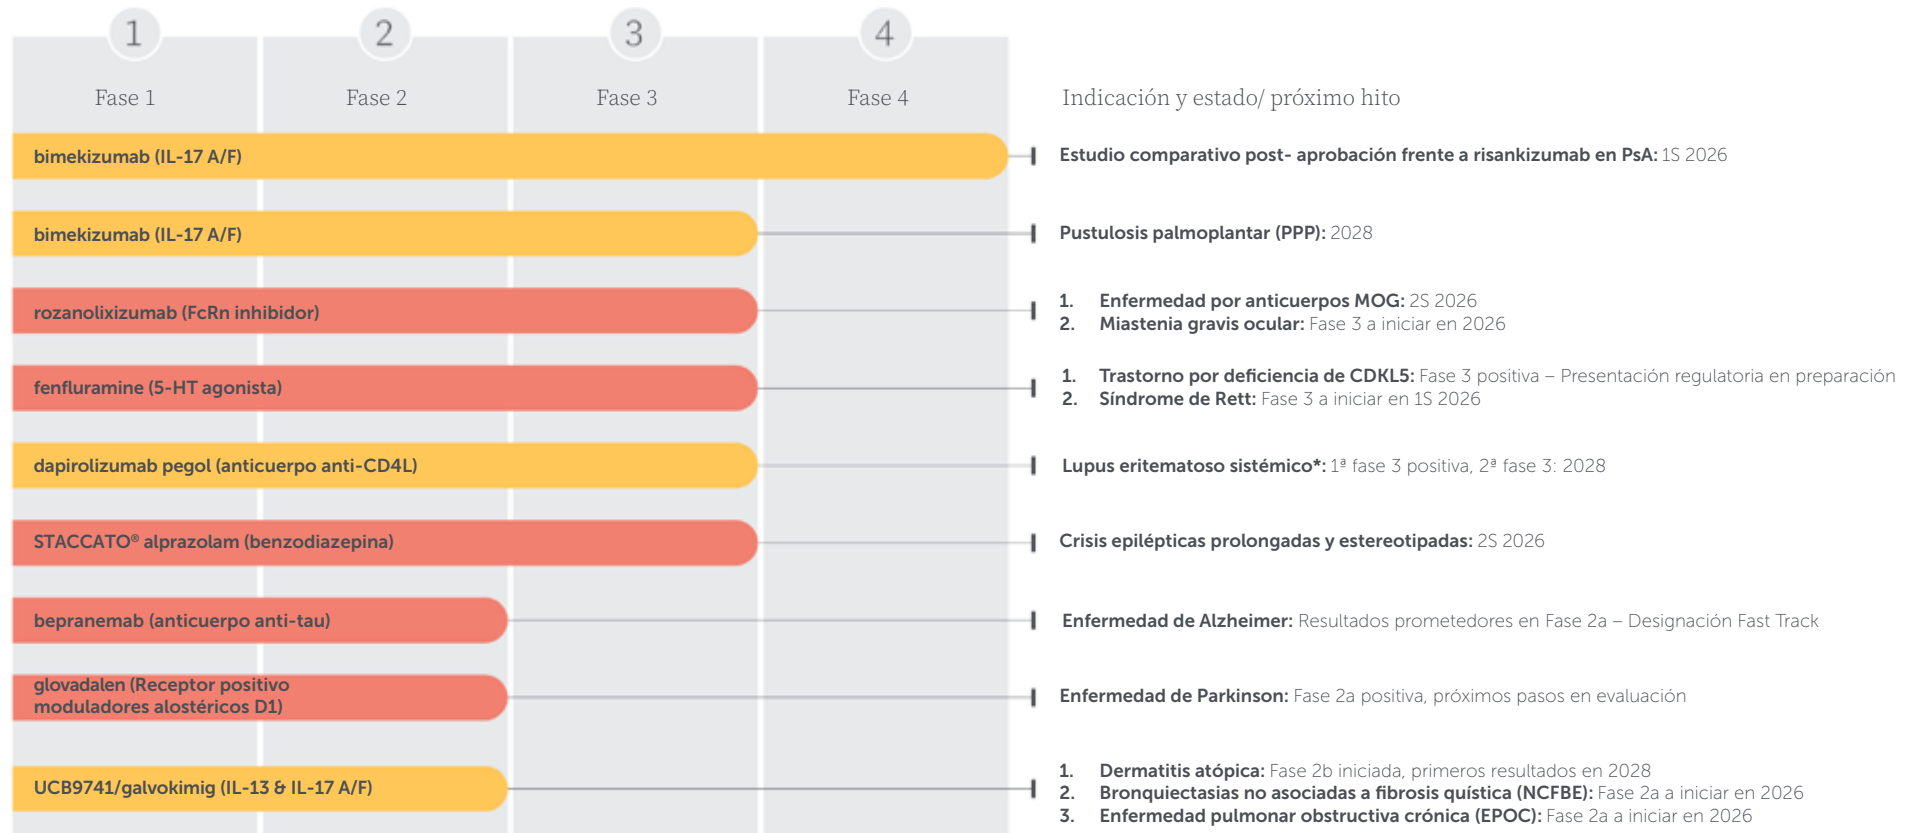 1 2 3 4
Fase 1 Fase 2 Fase 3 Fase 4 Indicación y estado/ próximo hito
bimekizumab (IL-17 A/F) Estudio comparativo post- aprobación frente a risankizumab en PsA: 1S 2026
bimekizumab (IL-17 A/F) Pustulosis palmoplantar (PPP): 2028
rozanolixizumab (FcRn inhibidor)
1. Enfermedad por anticuerpos MOG: 2S 2026
2. Miastenia gravis ocular: Fase 3 a iniciar en 2026
fenfluramine (5-HT agonista)
1. Trastorno por deficiencia de CDKL5: Fase 3 positiva – Presentación regulatoria en preparación
2. Síndrome de Rett: Fase 3 a iniciar en 1S 2026
dapirolizumab pegol (anticuerpo anti-CD4L) Lupus eritematoso sistémico*: 1ª fase 3 positiva, 2ª fase 3: 2028
STACCATO® alprazolam (benzodiazepina) Crisis epilépticas prolongadas y estereotipadas: 2S 2026
bepranemab (anticuerpo anti-tau) Enfermedad de Alzheimer: Resultados prometedores en Fase 2a – Designación Fast Track
glovadalen (Receptor positivo
moduladores alostéricos D1)
Enfermedad de Parkinson: Fase 2a positiva, próximos pasos en evaluación
UCB9741/galvokimig (IL-13 & IL-17 A/F)
1. Dermatitis atópica: Fase 2b iniciada, primeros resultados en 2028
2. Bronquiectasias no asociadas a fibrosis quística (NCFBE): Fase 2a a iniciar en 2026
3. Enfermedad pulmonar obstructiva crónica (EPOC): Fase 2a a iniciar en 2026